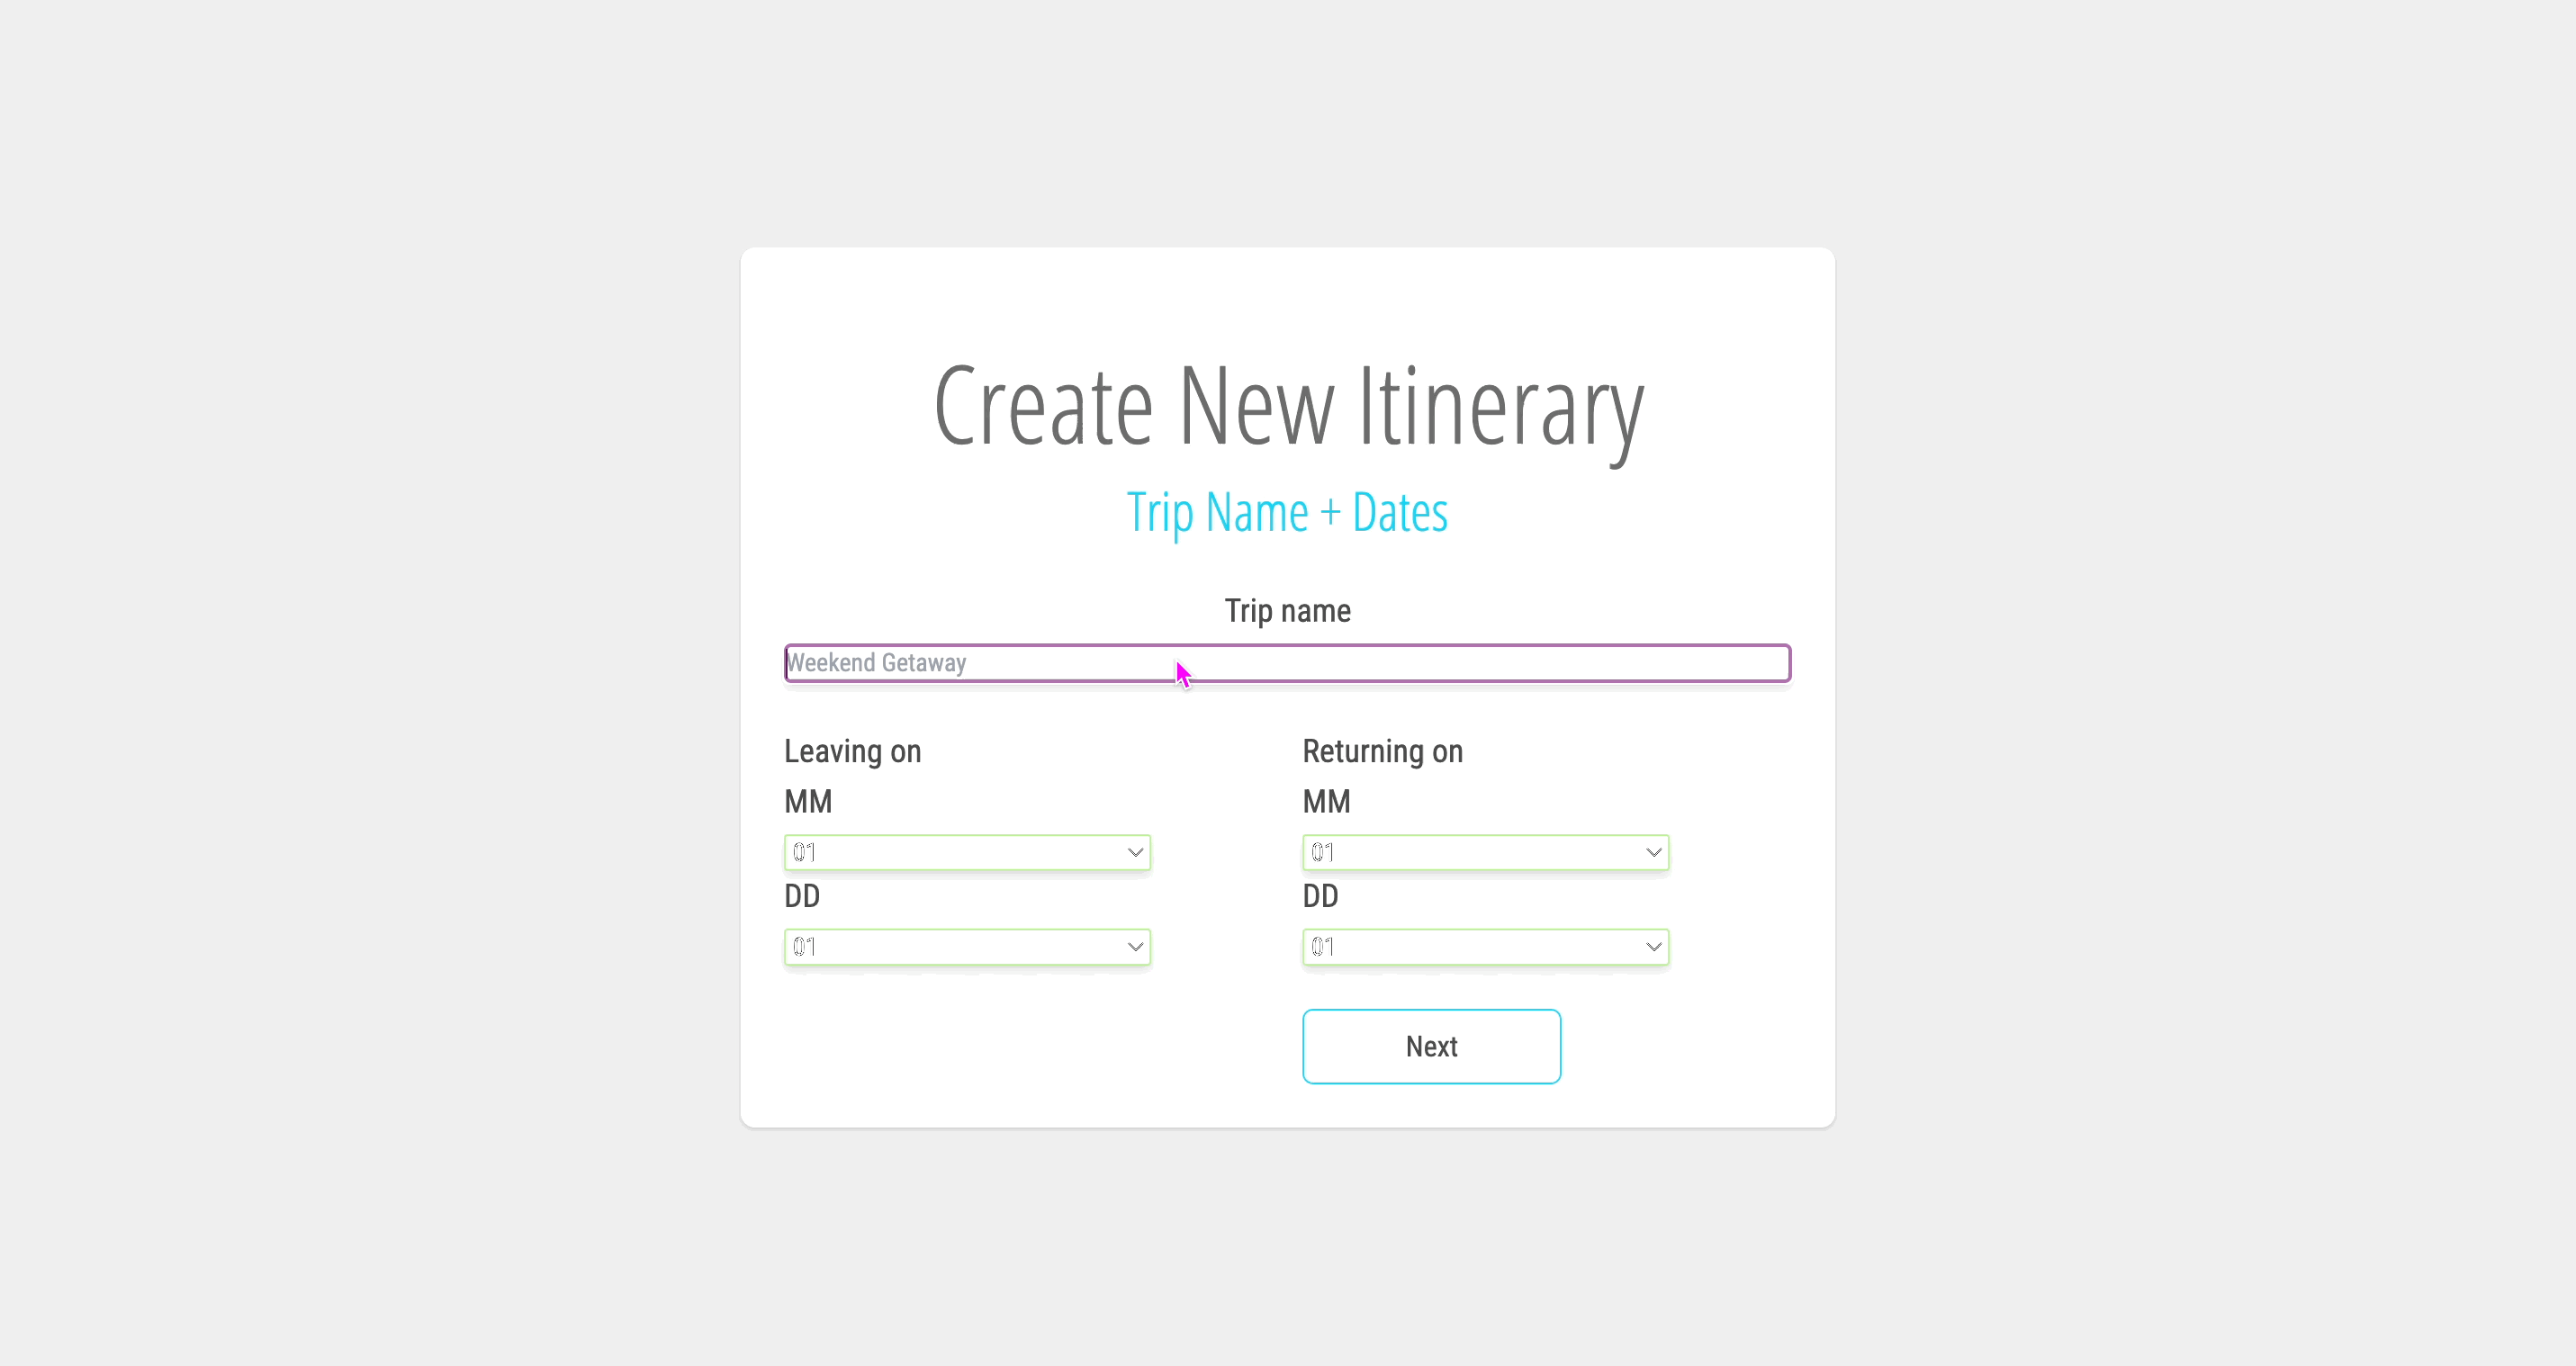 Create New Itinerary
Trip Name + Dates
Trip name
Weekend Getaway
Leaving on
MM
01
DD
01
Returning on
MM
01
DD
01
Next